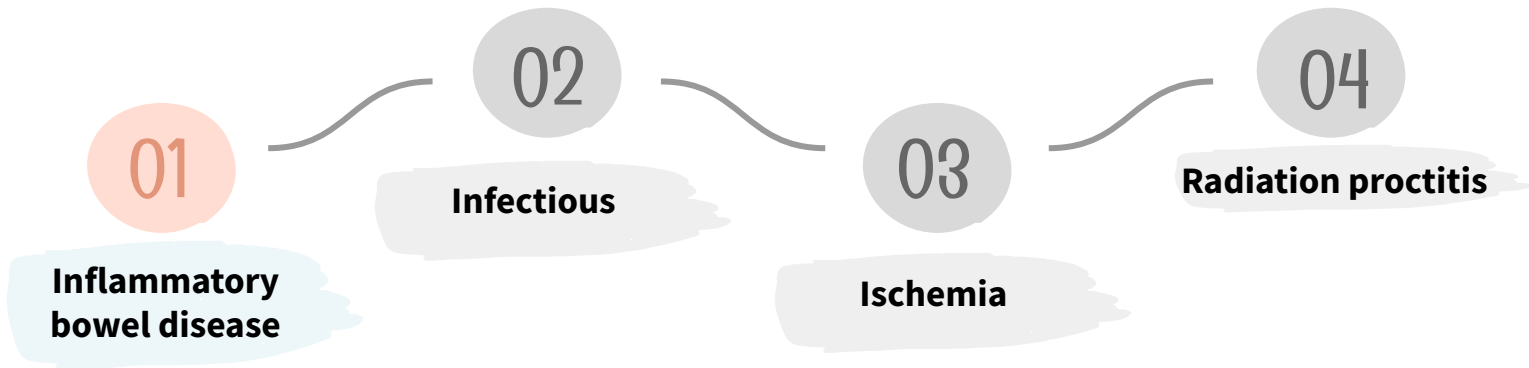 01
Inflammatory
bowel disease
02
Infectious
03
Ischemia
04
Radiation proctitis